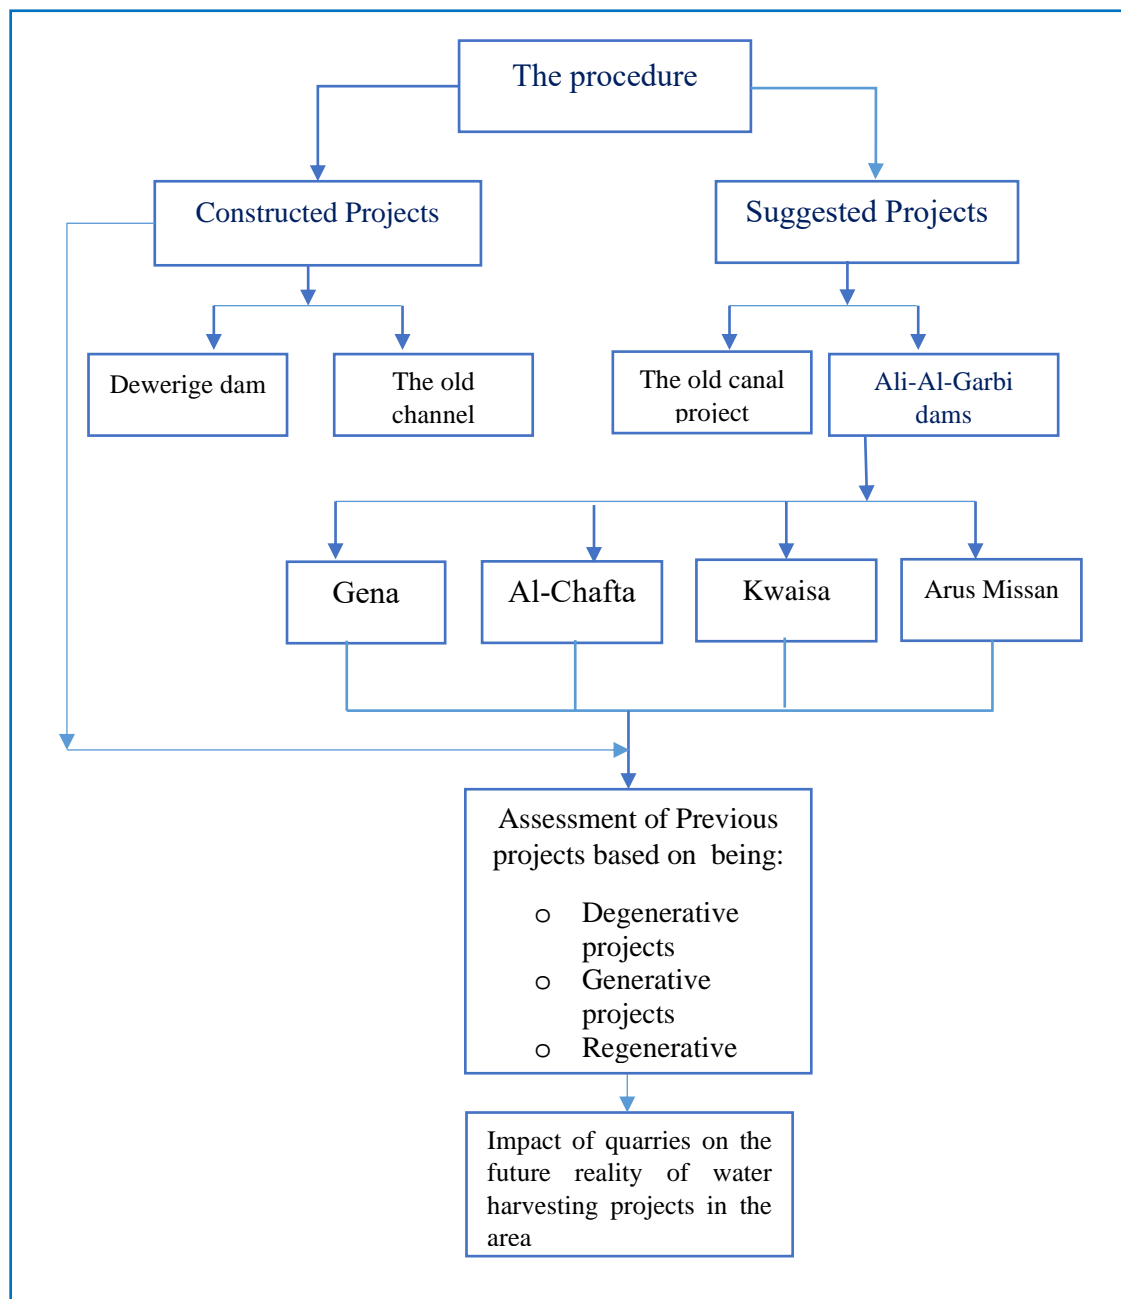 The procedure
Constructed Projects
Suggested Projects
Dewerige dam
The old
channel
The old canal
project
Ali-Al-Garbi
dams
Gena
Al-Chafta
Kwaisa
Arus Missan
Assessment of Previous
projects based on being:
o Degenerative
projects
o Generative
projects
o Regenerative
Impact of quarries on the
future reality of water
harvesting projects in the
area